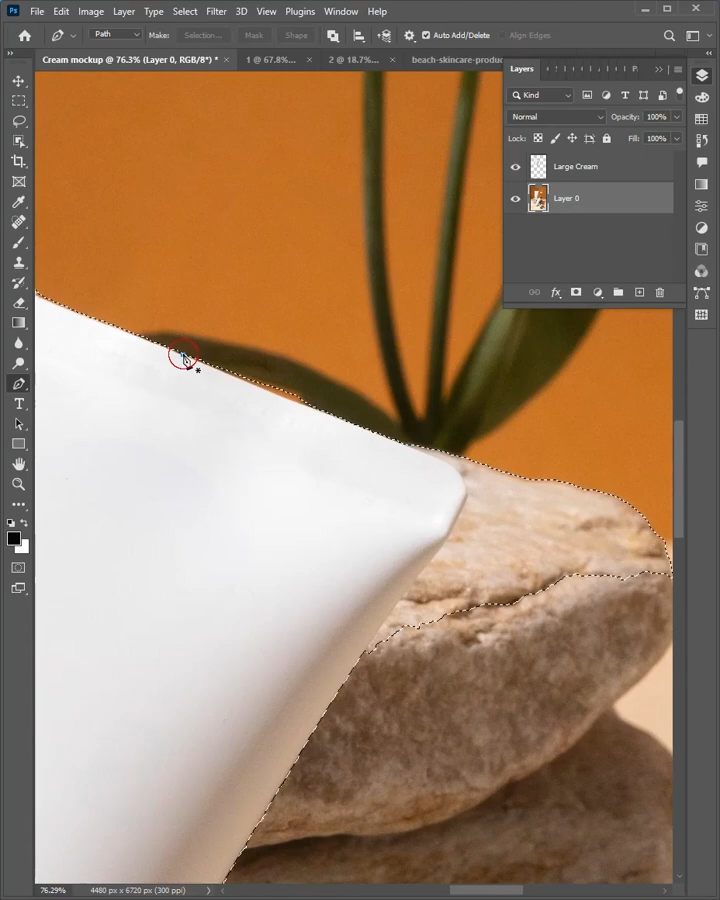 Ps File Edit Image Layer Type Select Filter 3D View Plugins Window Help
Path Make: Selection... Mask Shape Auto Add/Delete Align Edges
Cream mockup @ 76.3% (Layer 0, RGB/8*) * × 1 @ 67.8%... × 2 @ 18.7%... × beach-skincare-produc
Layers
Kind
Normal Opacity: 100%
Lock: Fill: 100%
Large Cream
Layer 0
fx
76.29% 4480 px x 6720 px (300 ppi)